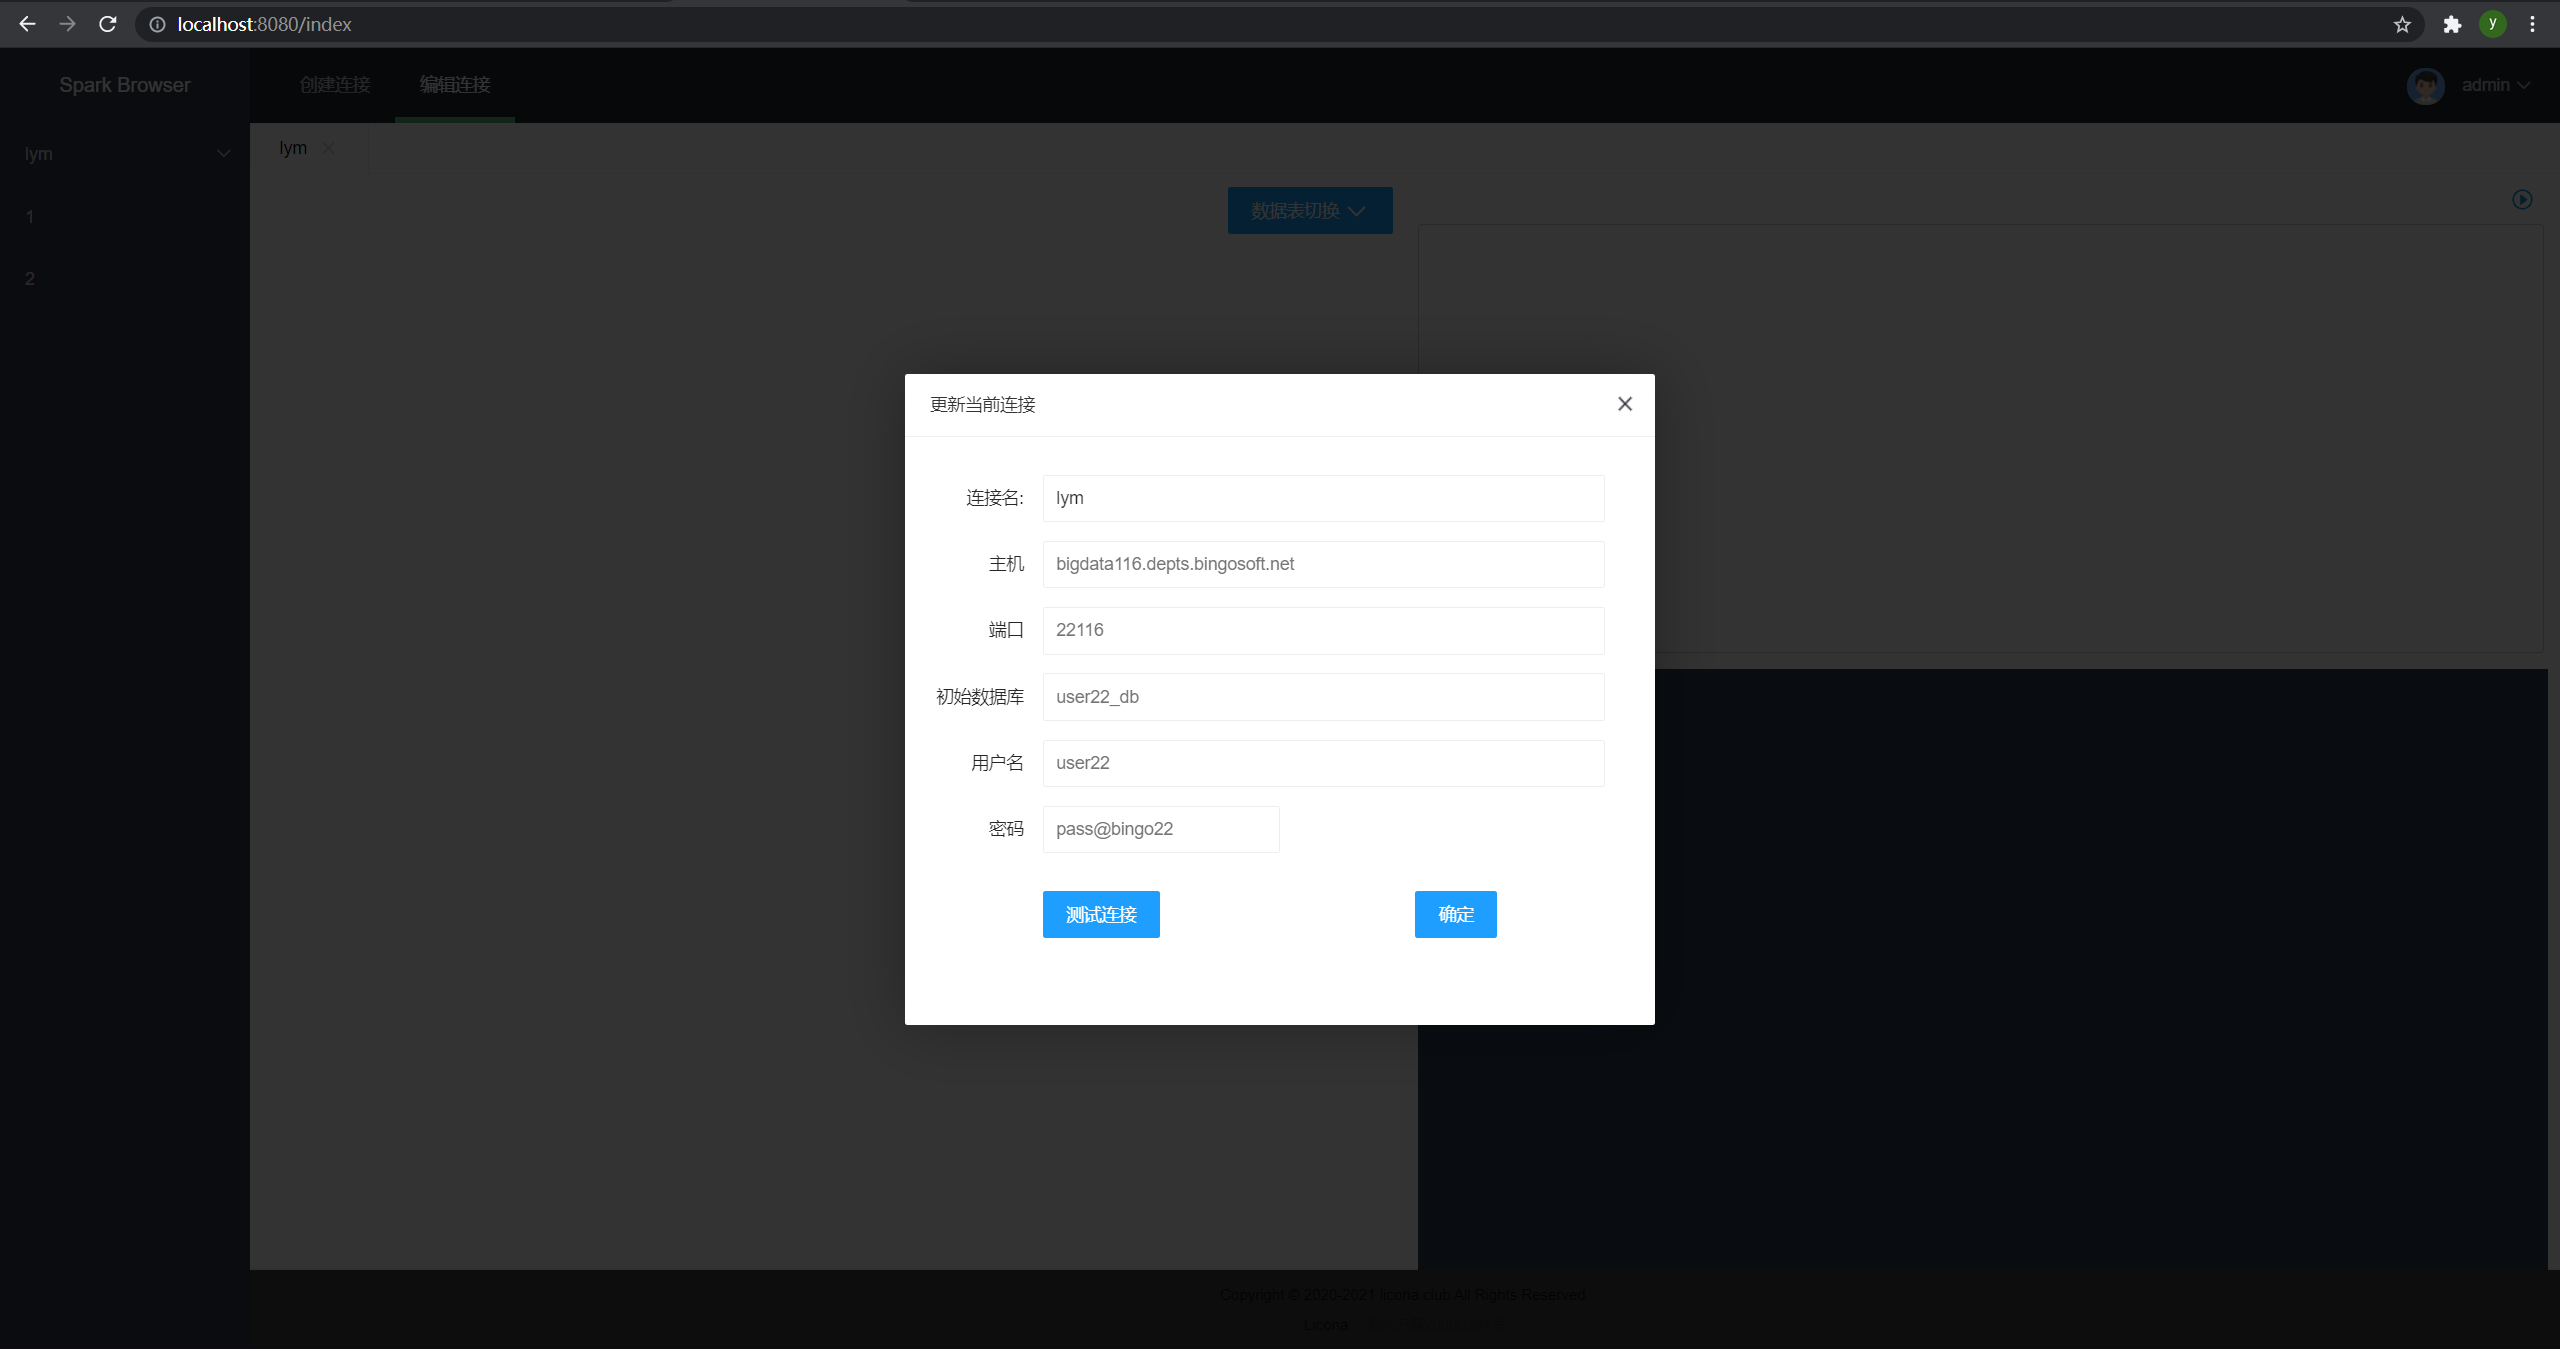 localhost:8080/index
y
Spark Browser
创建连接
编辑连接
admin
lym
lym
1
2
数据表切换
更新当前连接
连接名:
lym
主机
bigdata116.depts.bingosoft.net
端口
22116
初始数据库
user22_db
用户名
user22
密码
pass@bingo22
测试连接
确定
Copyright © 2020-2021 licona.club All Rights Reserved.
Licona